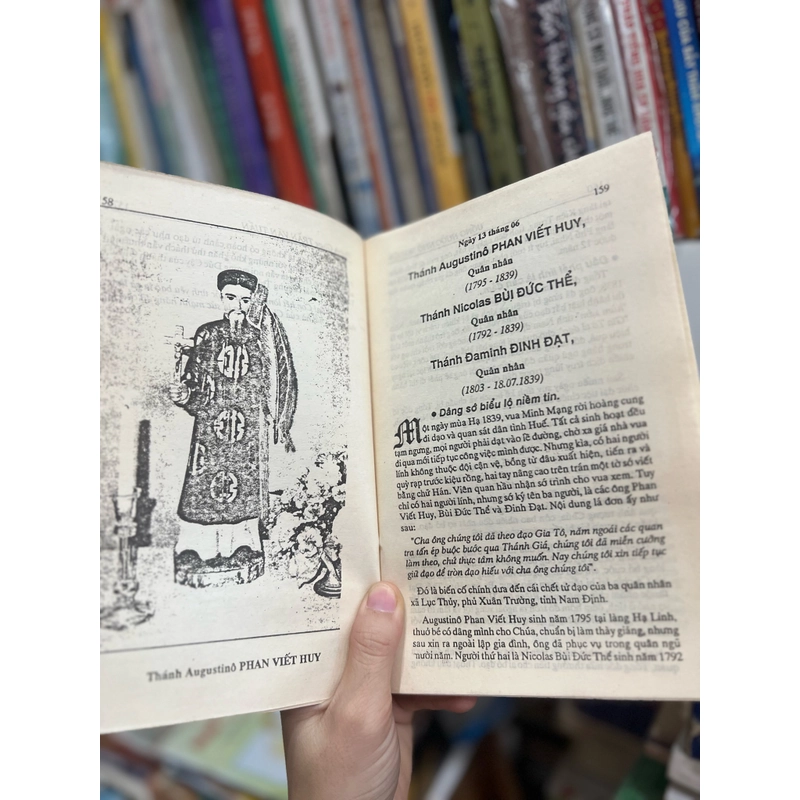 58
Thánh Augustinô PHAN VIẾT HUY
159
Ngày 13 tháng 06
Thánh Augustinô PHAN VIẾT HUY,
Quân nhân
(1795 - 1839)
Thánh Nicolas BÙI ĐỨC THỂ,
Quân nhân
(1792 - 1839)
Thánh Đaminh ĐINH ĐẠT,
Quân nhân
(1803 - 18.07.1839)
● Dâng sớ biểu lộ niềm tin.
Một ngày mùa Hạ 1839, vua Minh Mạng rời hoàng cung
đi dạo và quan sát dân tình Huế. Tất cả sinh hoạt đều
tạm ngưng, mọi người phải dạt vào lề đường, chờ xa giá nhà vua
đi qua mới tiếp tục công việc mình được. Nhưng kìa, có hai người
lính không thuộc đội cận vệ, bỗng từ đâu xuất hiện, tiến ra và
quỳ rạp trước kiệu rồng, hai tay nâng cao trên trán một tờ sớ viết
bằng chữ Hán. Viên quan hầu nhận sớ trình cho vua xem. Tuy
chỉ có hai người lính, nhưng sớ ký tên ba người, là các ông Phan
Viết Huy, Bùi Đức Thể và Đinh Đạt. Nội dung lá đơn ấy như
sau:
"Cha ông chúng tôi đã theo đạo Gia Tô, năm ngoái các quan
tra tấn ép buộc bước qua Thánh Giá, chúng tôi đã miễn cưỡng
làm theo, chứ thực tâm không muốn. Nay chúng tôi xin tiếp tục
giữ đạo để tròn đạo hiếu với cha ông chúng tôi".
Đó là biến cố chính đưa đến cái chết tử đạo của ba quân nhân
xã Lục Thủy, phủ Xuân Trường, tỉnh Nam Định.
Augustinô Phan Viết Huy sinh năm 1795 tại làng Hạ Linh,
thuở bé có dâng mình cho Chúa, chuẩn bị làm thày giảng, nhưng
sau xin ra ngoài lập gia đình, ông đã phục vụ trong quân ngũ
mười năm. Người thứ hai là Nicolas Bùi Đức Thể sinh năm 1792